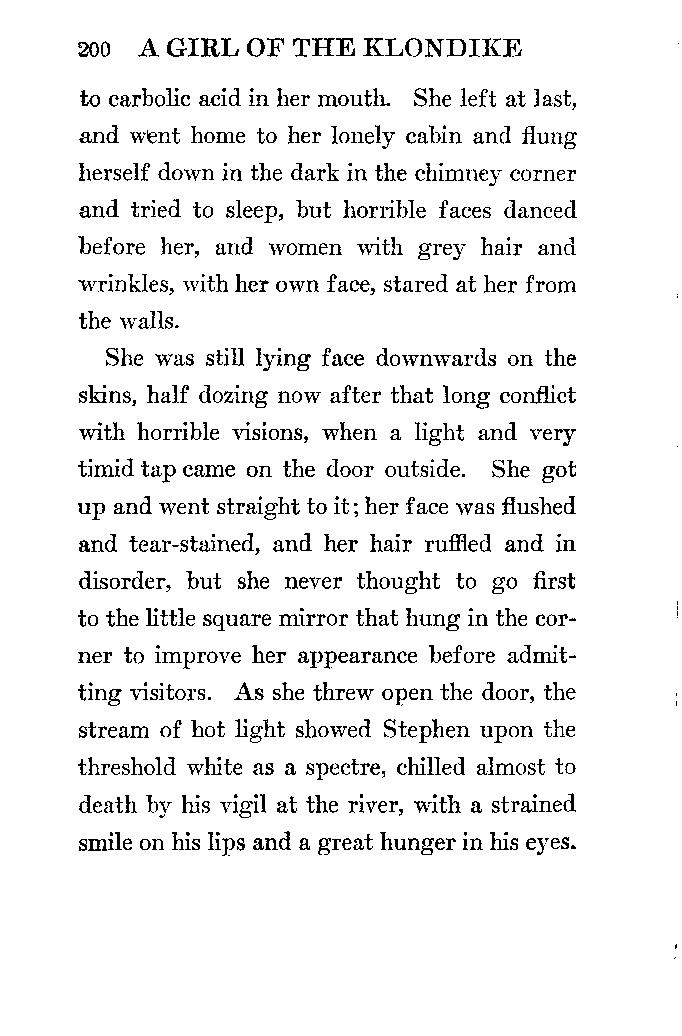 200 A GIRL OF THE KLONDIKE
to carbolic acid in her mouth. She left at last,
and went home to her lonely cabin and flung
herself down in the dark in the chimney corner
and tried to sleep, but horrible faces danced
before her, and women with grey hair and
wrinkles, with her own face, stared at her from
the walls.
She was still lying face downwards on the
skins, half dozing now after that long conflict
with horrible visions, when a light and very
timid tap came on the door outside. She got
up and went straight to it; her face was flushed
and tear-stained, and her hair ruffled and in
disorder, but she never thought to go first
to the little square mirror that hung in the cor-
ner to improve her appearance before admit-
ting visitors. As she threw open the door, the
stream of hot light showed Stephen upon the
threshold white as a spectre, chilled almost to
death by his vigil at the river, with a strained
smile on his lips and a great hunger in his eyes.